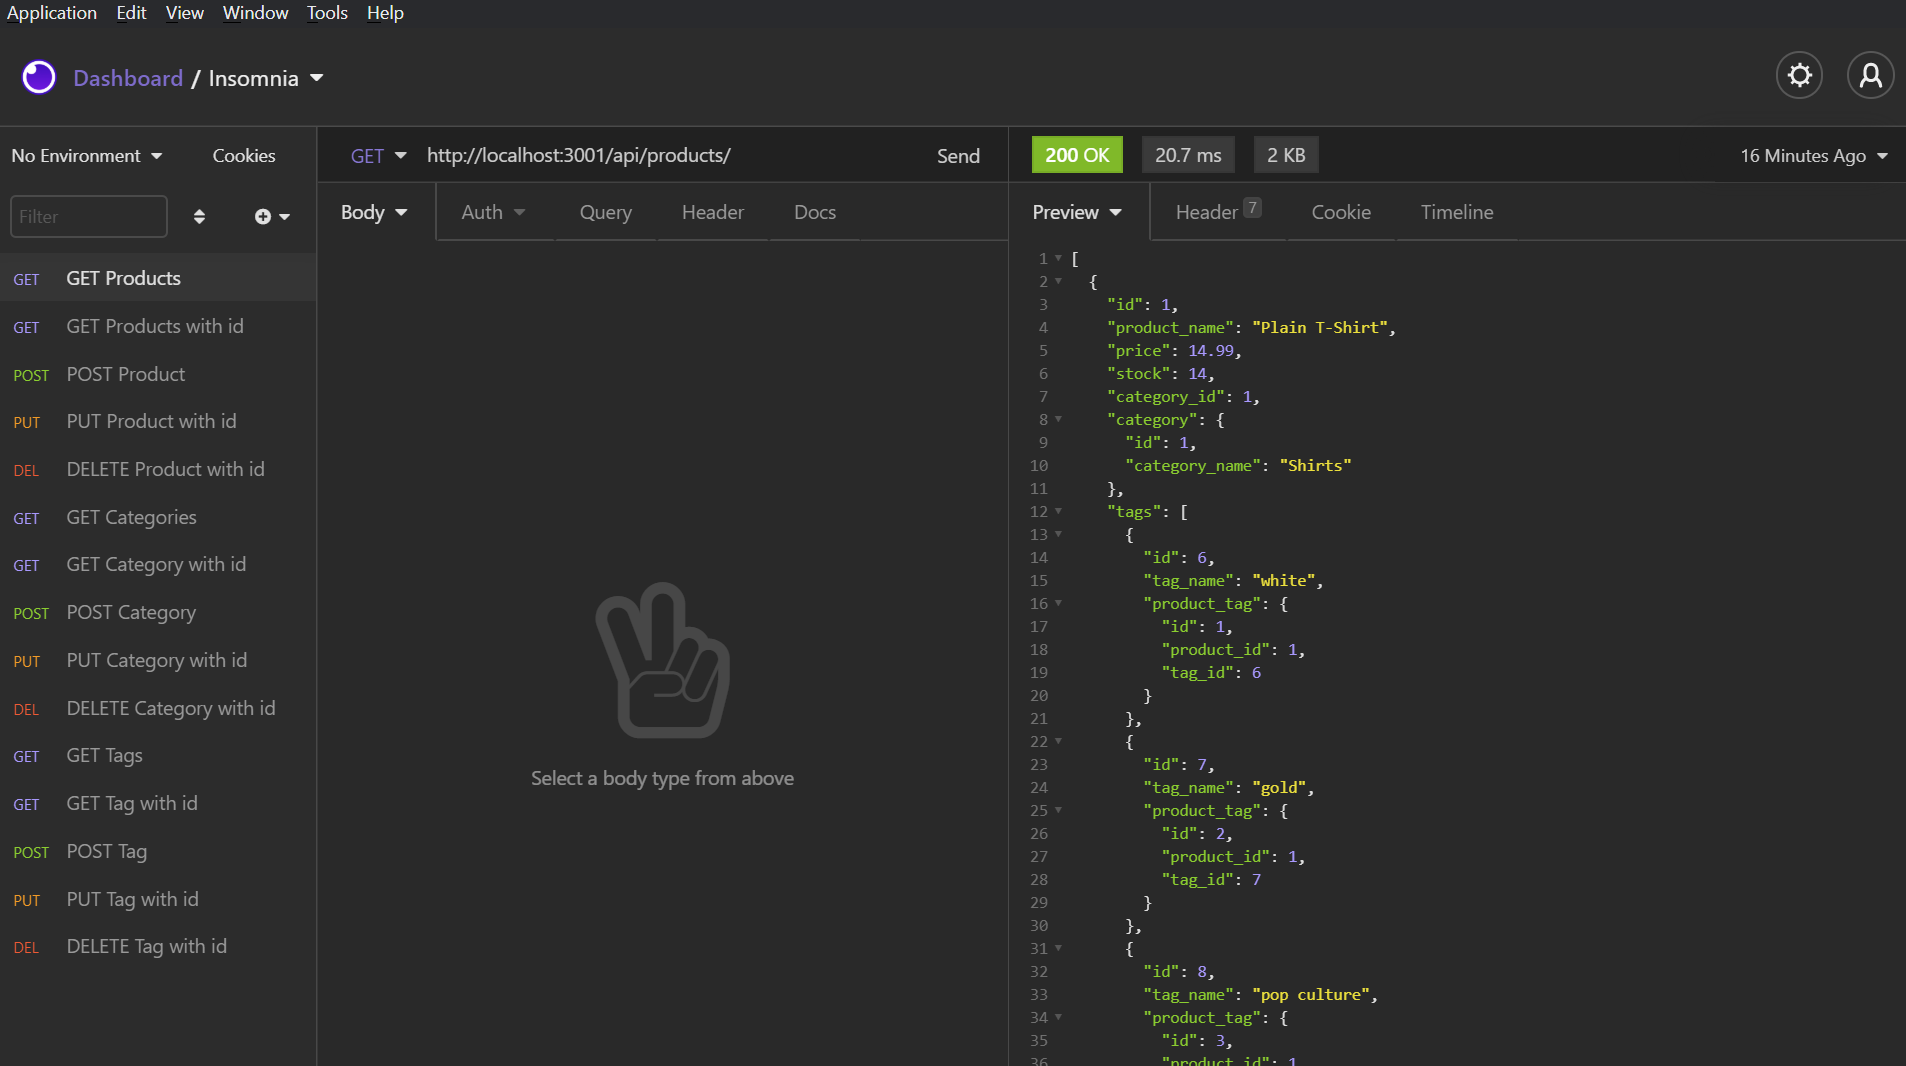 Application Edit View Window Tools Help
Dashboard / Insomnia
No Environment Cookies
Filter
GET GET Products
GET GET Products with id
POST POST Product
PUT PUT Product with id
DEL DELETE Product with id
GET GET Categories
GET GET Category with id
POST POST Category
PUT PUT Category with id
DEL DELETE Category with id
GET GET Tags
GET GET Tag with id
POST POST Tag
PUT PUT Tag with id
DEL DELETE Tag with id
GET http://localhost:3001/api/products/ Send
Body Auth Query Header Docs
Select a body type from above
200 OK 20.7 ms 2 KB 16 Minutes Ago
Preview Header 7 Cookie Timeline
1 [
2 {
3 "id": 1,
4 "product_name": "Plain T-Shirt",
5 "price": 14.99,
6 "stock": 14,
7 "category_id": 1,
8 "category": {
9 "id": 1,
10 "category_name": "Shirts"
11 },
12 "tags": [
13 {
14 "id": 6,
15 "tag_name": "white",
16 "product_tag": {
17 "id": 1,
18 "product_id": 1,
19 "tag_id": 6
20 }
21 },
22 {
23 "id": 7,
24 "tag_name": "gold",
25 "product_tag": {
26 "id": 2,
27 "product_id": 1,
28 "tag_id": 7
29 }
30 },
31 {
32 "id": 8,
33 "tag_name": "pop culture",
34 "product_tag": {
35 "id": 3,
36 "product_id": 1